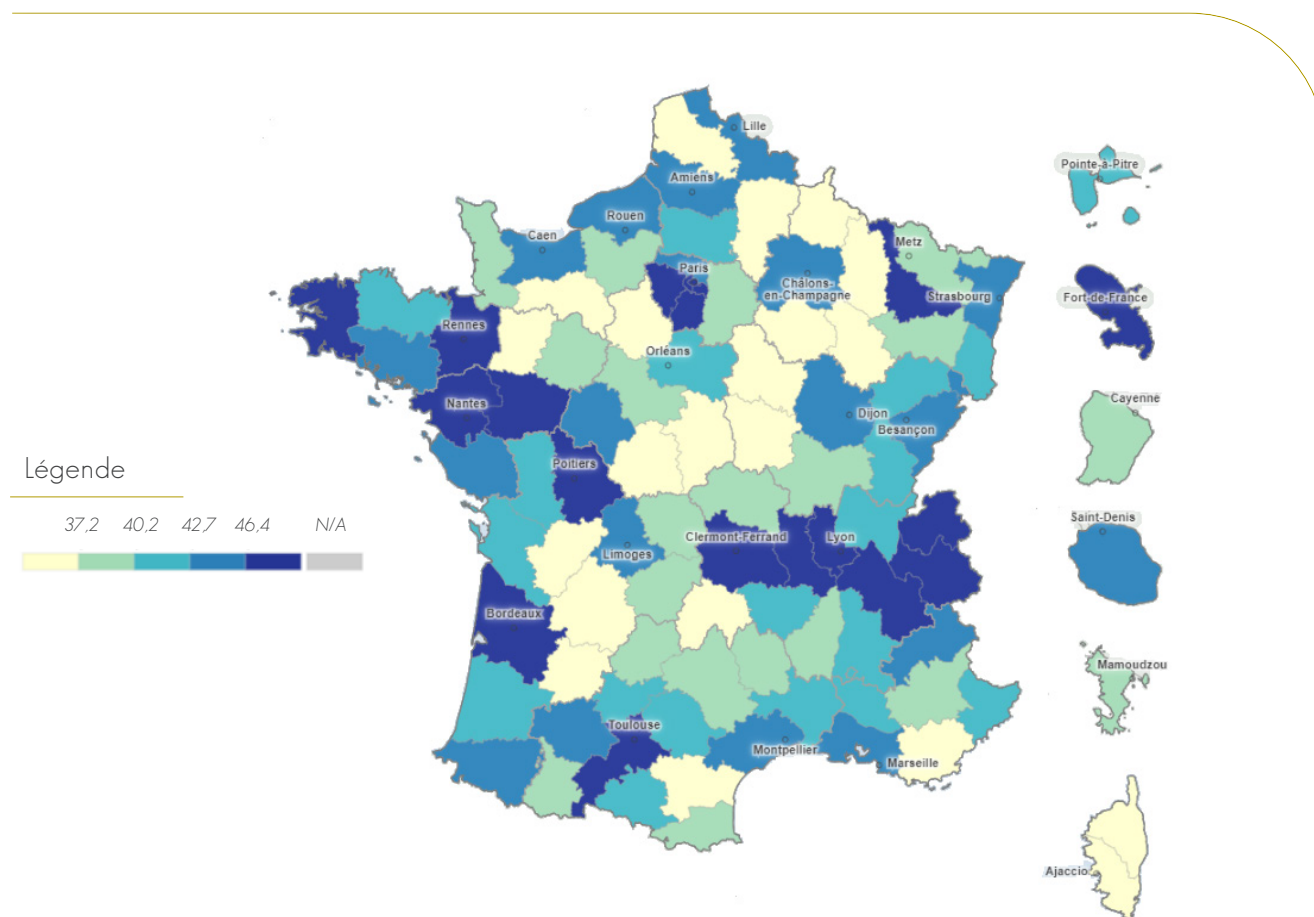 Lille
Pointe-à-Pitre
Amiens
Rouen
Caen
Metz
Paris
Châlons-
en-Champagne
Strasbourg
Fort-de-France
Rennes
Orléans
Cayenne
Nantes
Dijon
Besançon
Légende
Poitiers
37,2 40,2 42,7 46,4 N/A
Saint-Denis
Clermont-Ferrand
Lyon
Limoges
Bordeaux
Mamoudzou
Toulouse
Montpellier
Marseille
Ajaccio